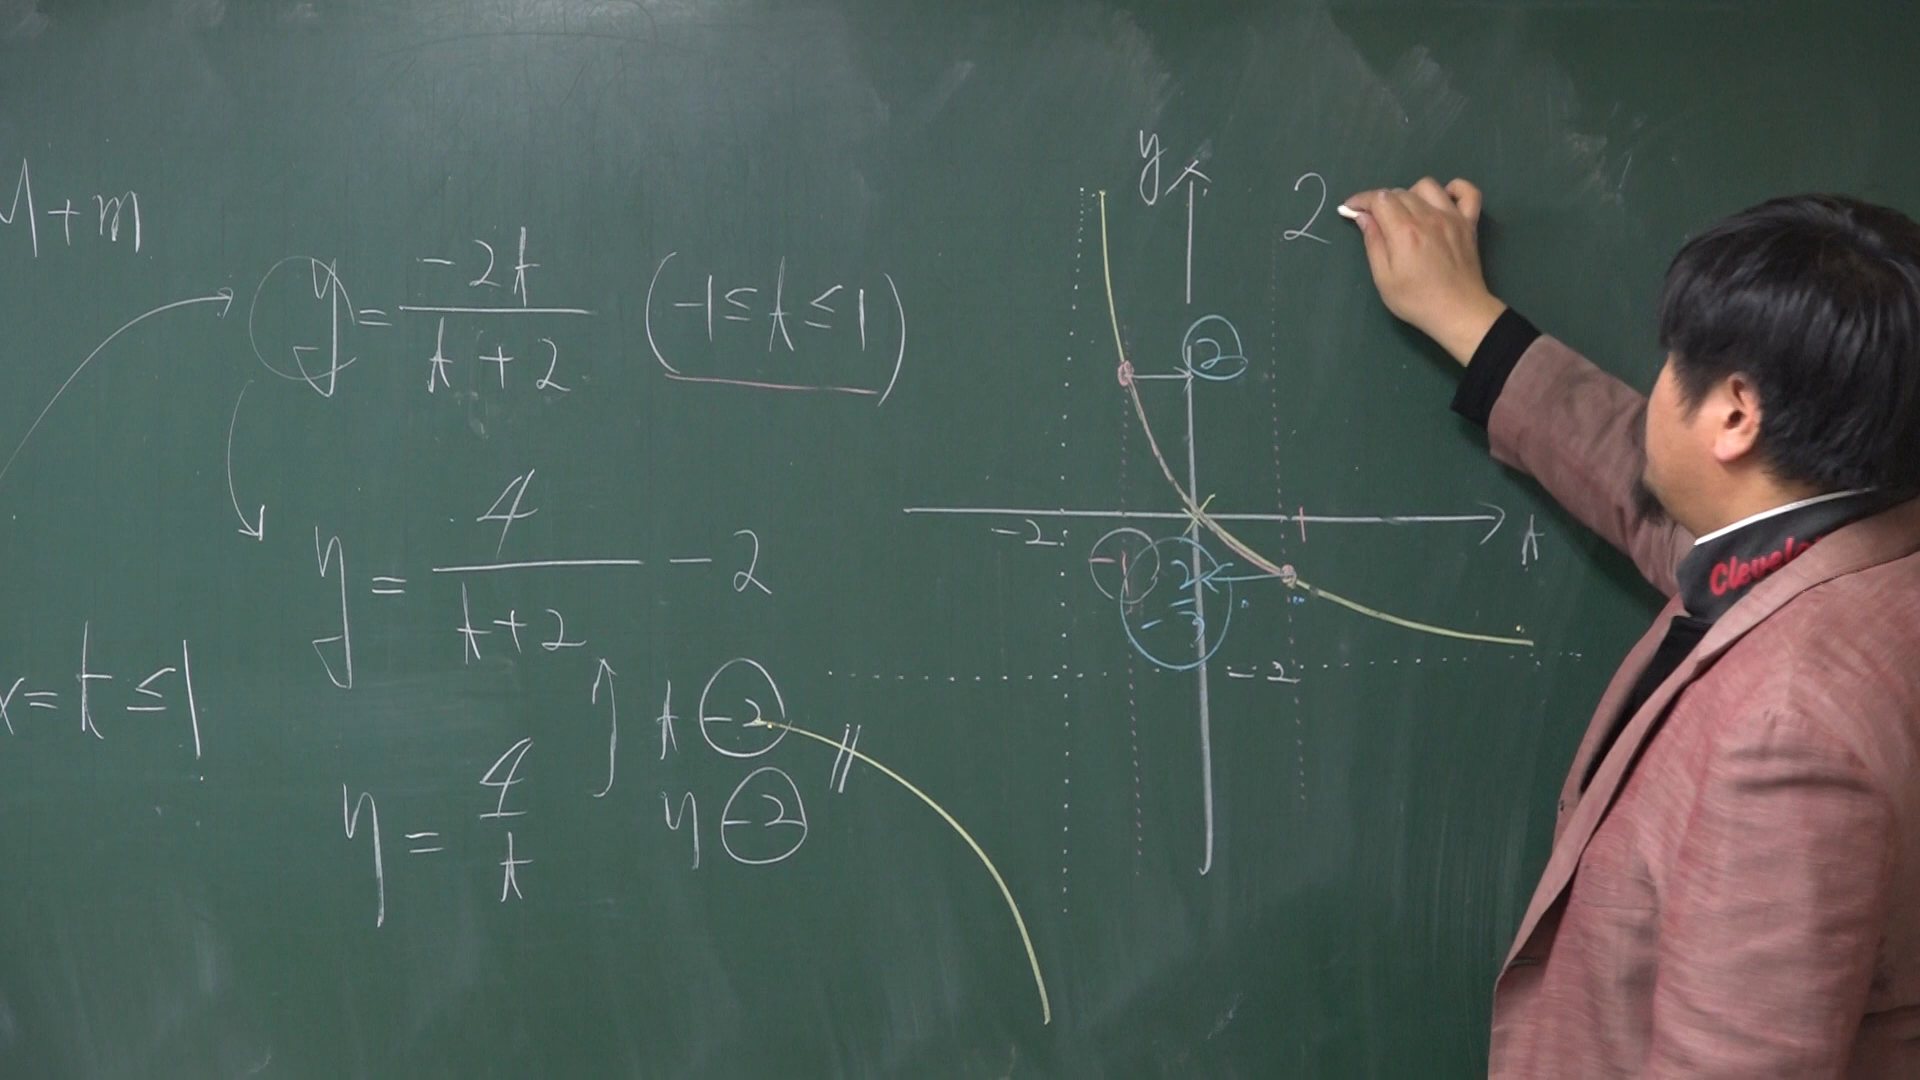 M+m
y = -2t / t+2 (-1≤t≤1)
y = 4 / t+2 - 2
x = t ≤ 1
t -2
y = 4 / t
y -2
y
2
2
-2
1
t
-1
-2/3
-2
Clevel